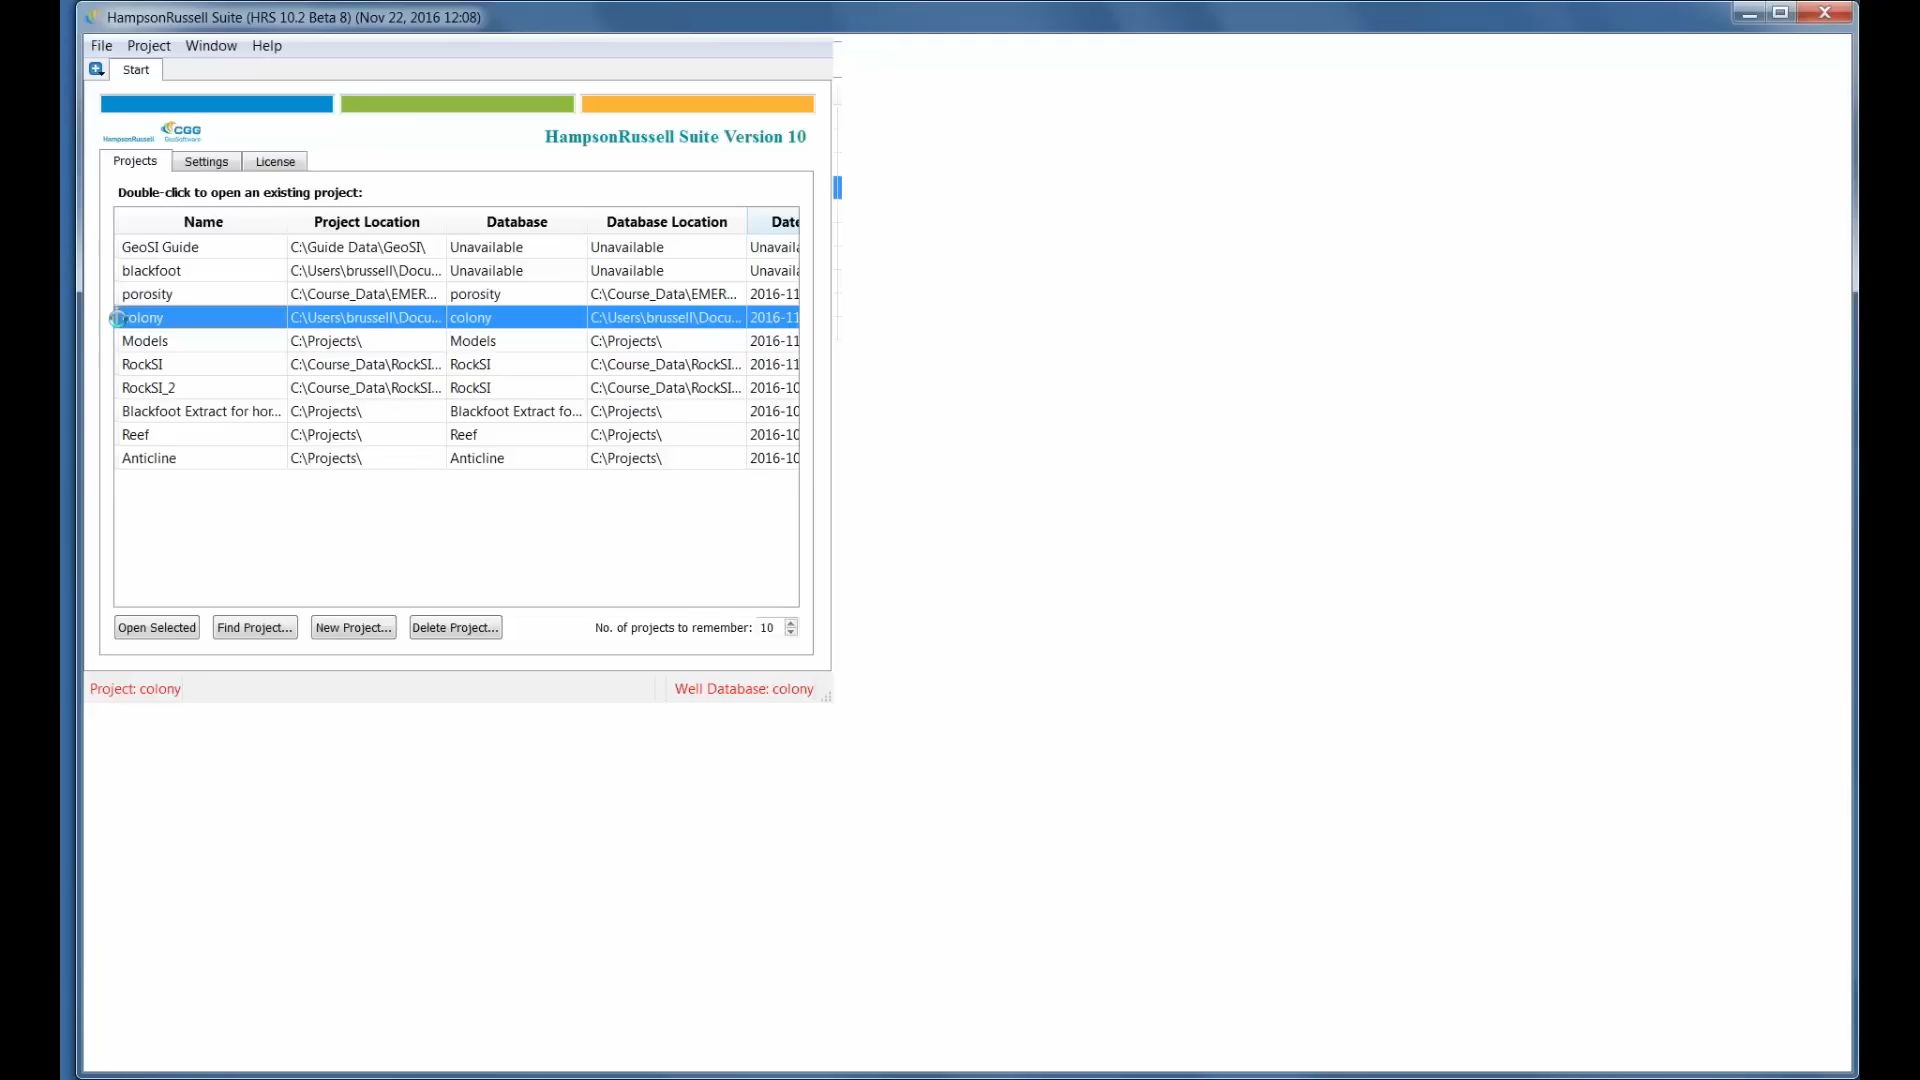 HampsonRussell Suite (HRS 10.2 Beta 8) (Nov 22, 2016 12:08)
File Project Window Help
Start
HampsonRussell CGG GeoSoftware
HampsonRussell Suite Version 10
Projects Settings License
Double-click to open an existing project:
Name Project Location Database Database Location Date
GeoSI Guide C:\Guide Data\GeoSI\ Unavailable Unavailable Unavaila
blackfoot C:\Users\brussell\Docu... Unavailable Unavailable Unavaila
porosity C:\Course_Data\EMER... porosity C:\Course_Data\EMER... 2016-11
colony C:\Users\brussell\Docu... colony C:\Users\brussell\Docu... 2016-11
Models C:\Projects\ Models C:\Projects\ 2016-11
RockSI C:\Course_Data\RockSI... RockSI C:\Course_Data\RockSI... 2016-11
RockSI_2 C:\Course_Data\RockSI... RockSI C:\Course_Data\RockSI... 2016-10
Blackfoot Extract for hor... C:\Projects\ Blackfoot Extract fo... C:\Projects\ 2016-10
Reef C:\Projects\ Reef C:\Projects\ 2016-10
Anticline C:\Projects\ Anticline C:\Projects\ 2016-10
Open Selected Find Project... New Project... Delete Project... No. of projects to remember: 10
Project: colony Well Database: colony